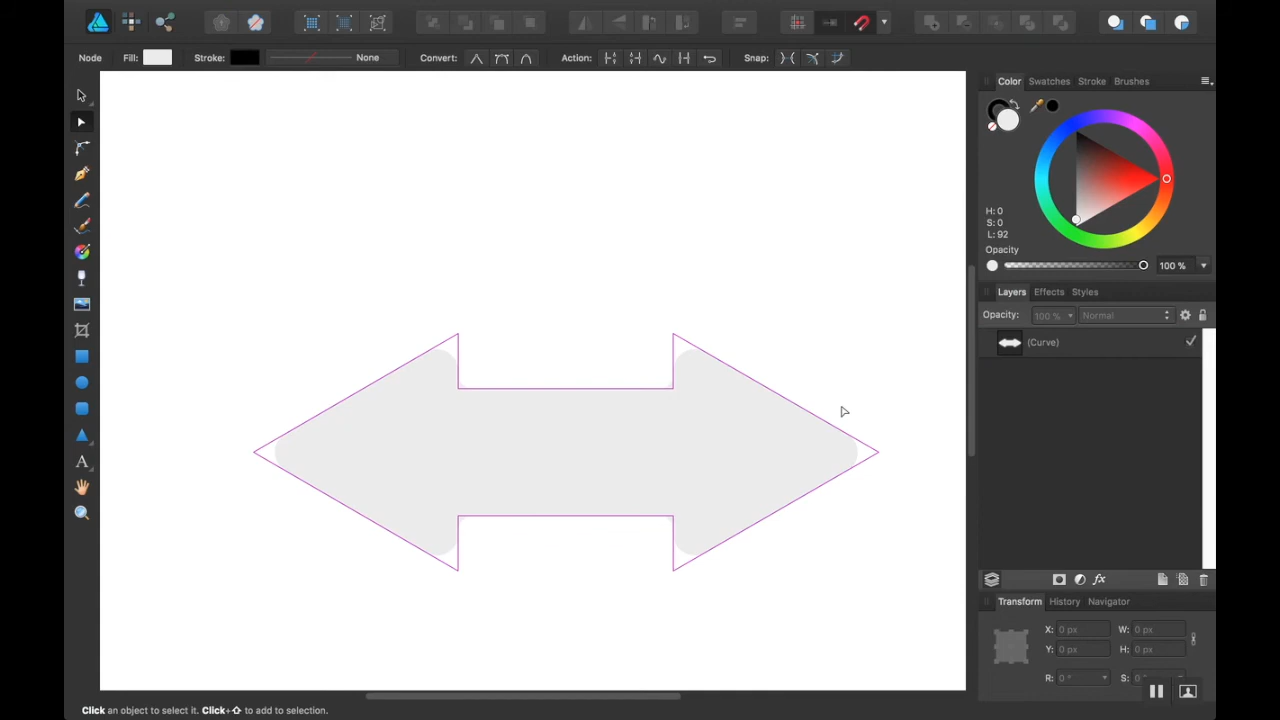 Node Fill: Stroke: None Convert: Action: Snap:
Color Swatches Stroke Brushes
H: 0
S: 0
L: 92
Opacity
100 %
Layers Effects Styles
Opacity: 100 % Normal
(Curve)
Transform History Navigator
X: 0 px W: 0 px
Y: 0 px H: 0 px
R: 0 ° S: 0 °
A
Click an object to select it. Click+⇧ to add to selection.